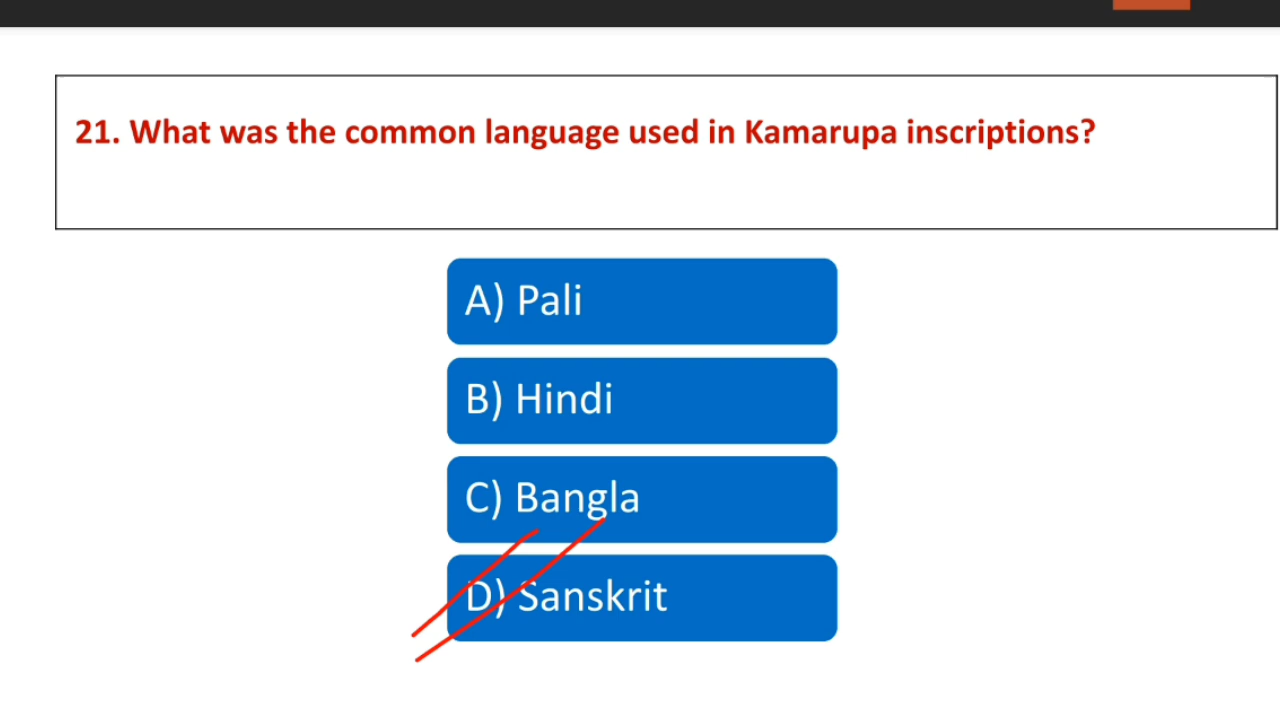 21. What was the common language used in Kamarupa inscriptions?
A) Pali
B) Hindi
C) Bangla
D) Sanskrit